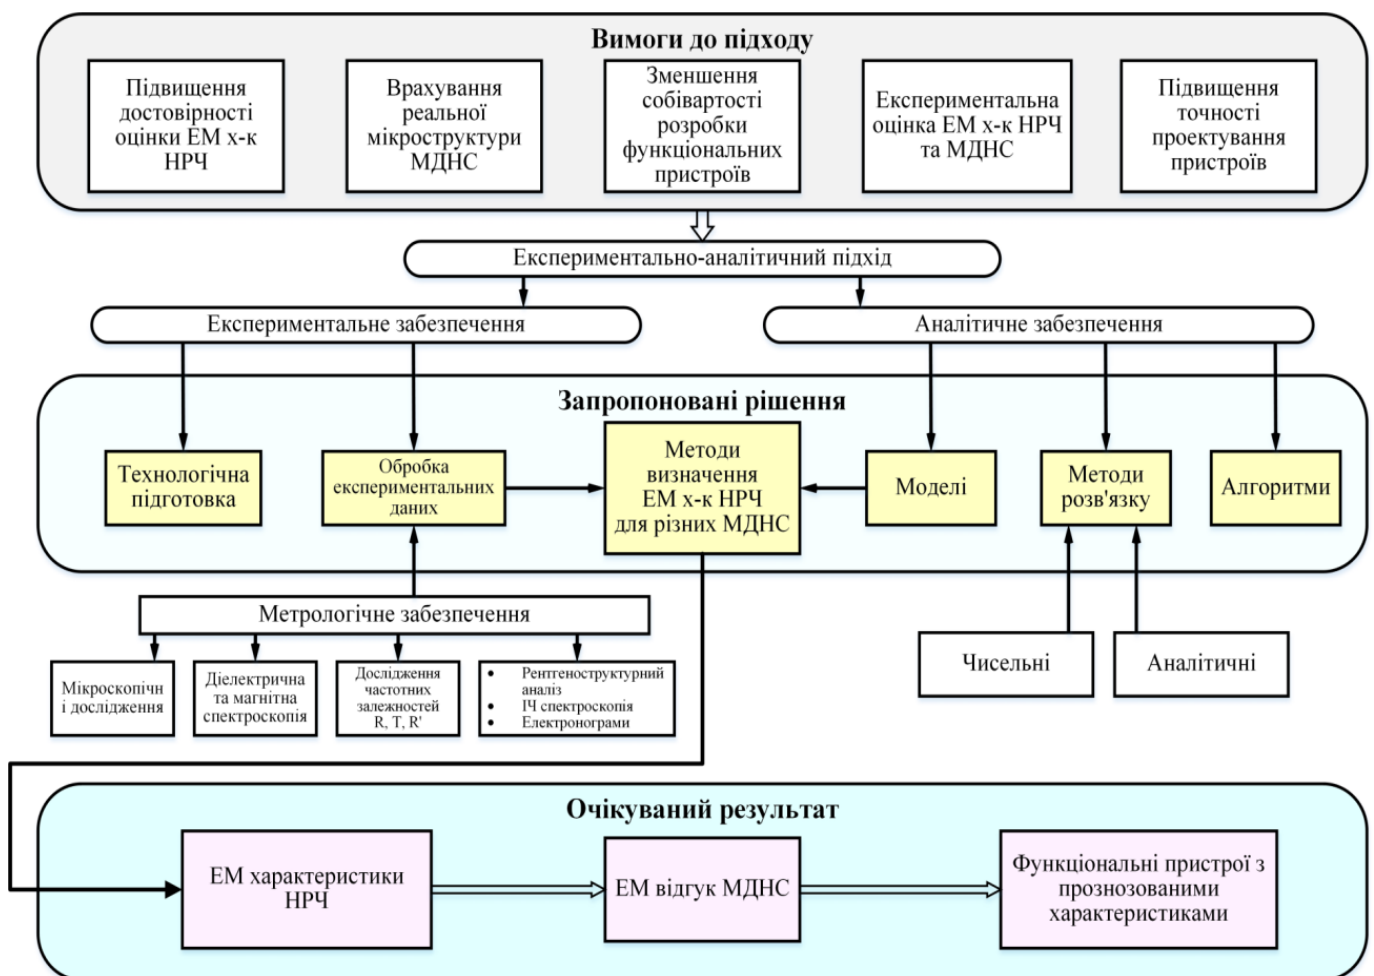 Вимоги до підходу
Підвищення
достовірності
оцінки ЕМ х-к
НРЧ
Врахування
реальної
мікроструктури
МДНС
Зменшення
собівартості
розробки
функціональних
пристроїв
Експериментальна
оцінка ЕМ х-к НРЧ
та МДНС
Підвищення
точності
проектування
пристроїв
Експериментально-аналітичний підхід
Експериментальне забезпечення
Аналітичне забезпечення
Запропоновані рішення
Технологічна
підготовка
Обробка
експериментальних
даних
Методи
визначення
ЕМ х-к НРЧ
для різних МДНС
Моделі
Методи
розв'язку
Алгоритми
Метрологічне забезпечення
Мікроскопічн
і дослідження
Діелектрична
та магнітна
спектроскопія
Дослідження
частотних
залежностей
R, T, R'
• Рентгеноструктурний
аналіз
• ІЧ спектроскопія
• Електронограми
Чисельні
Аналітичні
Очікуваний результат
ЕМ характеристики
НРЧ
ЕМ відгук МДНС
Функціональні пристрої з
прознозованими
характеристиками